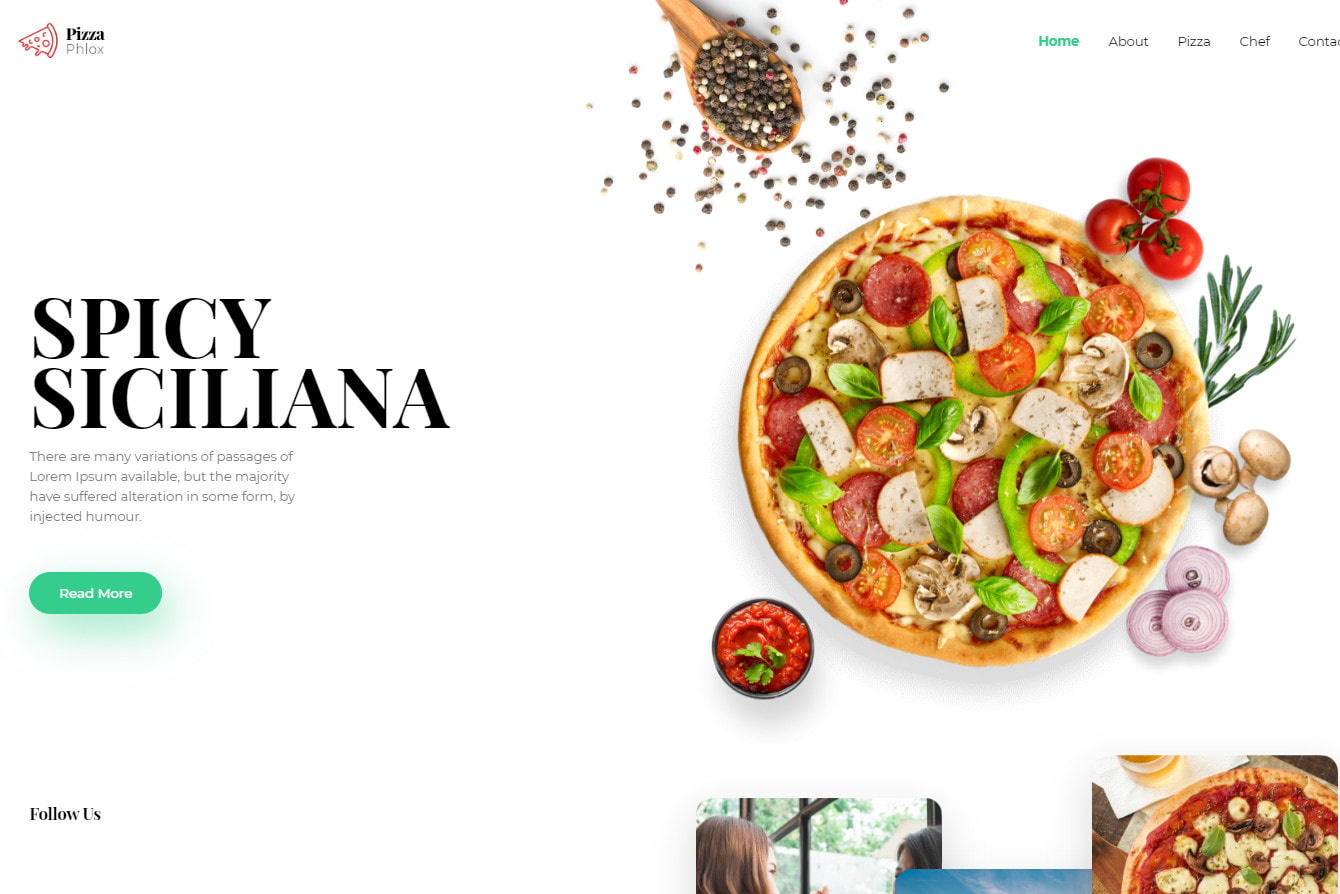 Pizza
Phlox
Home About Pizza Chef
SPICY
SICILIANA
There are many variations of passages of
Lorem Ipsum available, but the majority
have suffered alteration in some form, by
injected humour.
Read More
Follow Us